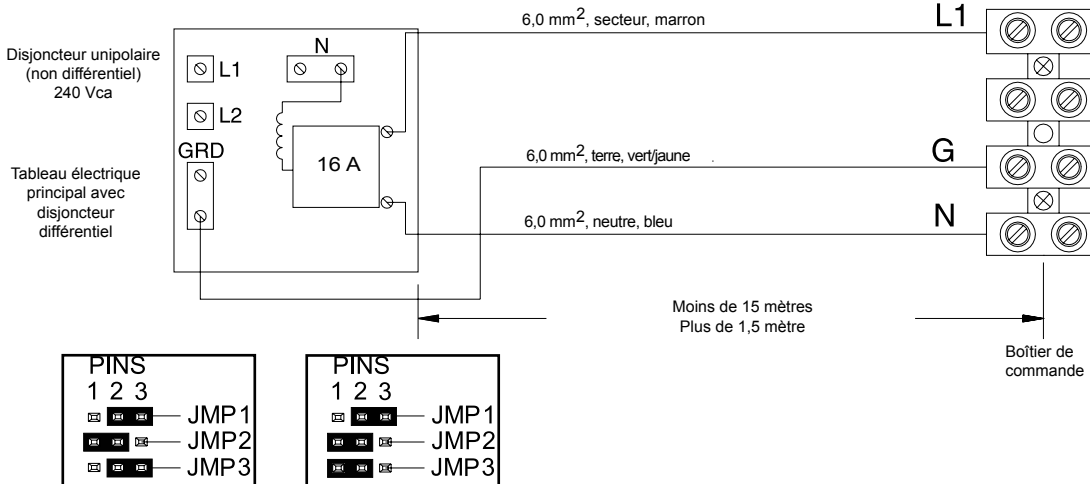 Disjoncteur unipolaire
(non différentiel)
240 Vca
Tableau électrique
principal avec
disjoncteur
différentiel
L1
L2
GRD
N
16 A
6,0 mm², secteur, marron
L1
6,0 mm², terre, vert/jaune
G
6,0 mm², neutre, bleu
N
Moins de 15 mètres
Plus de 1,5 mètre
Boîtier de
commande
PINS
1 2 3
JMP1
JMP2
JMP3
PINS
1 2 3
JMP1
JMP2
JMP3